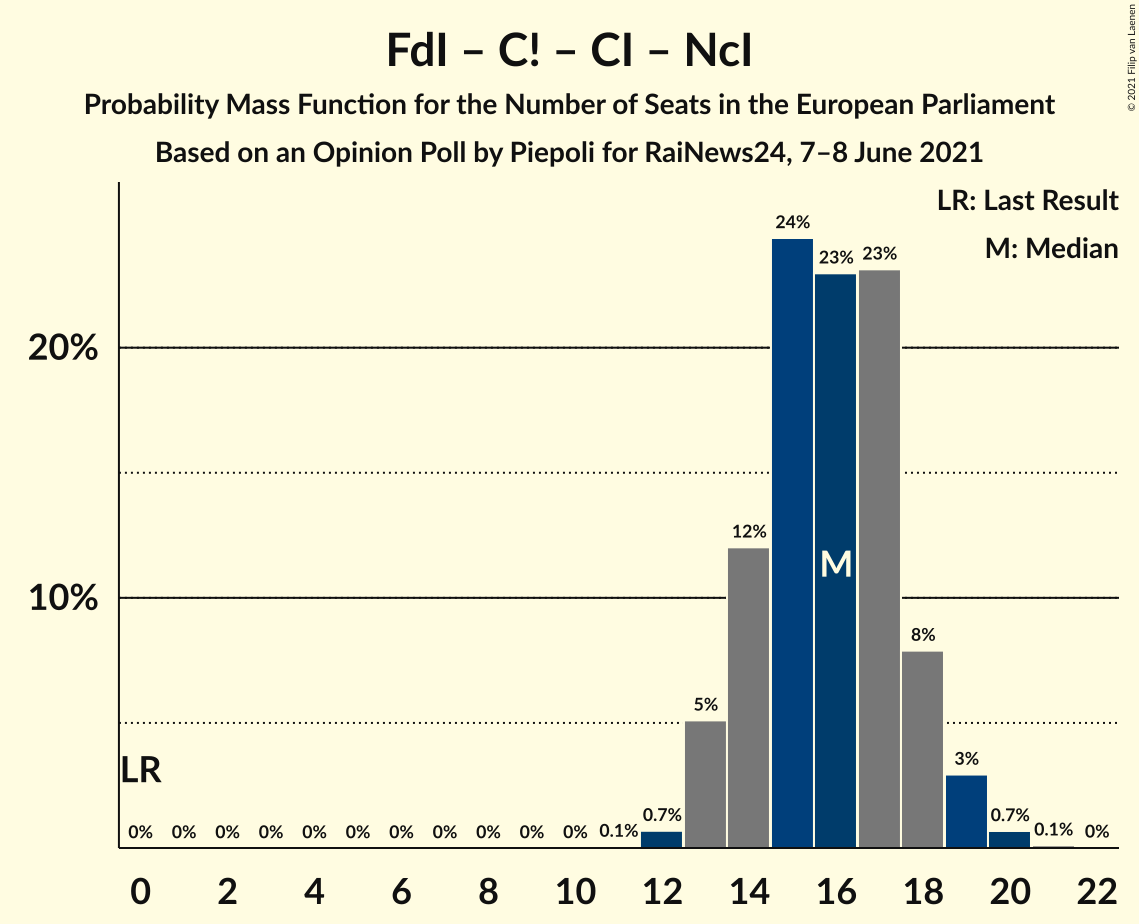 FdI – C! – CI – NcI
Probability Mass Function for the Number of Seats in the European Parliament
Based on an Opinion Poll by Piepoli for RaiNews24, 7–8 June 2021
© 2021 Filip van Laenen
LR: Last Result
M: Median
24%
23%
23%
20%
12%
M
10%
8%
5%
3%
LR
0% 0% 0% 0% 0% 0% 0% 0% 0% 0% 0% 0.1% 0.7% 0.7% 0.1% 0%
0 2 4 6 8 10 12 14 16 18 20 22